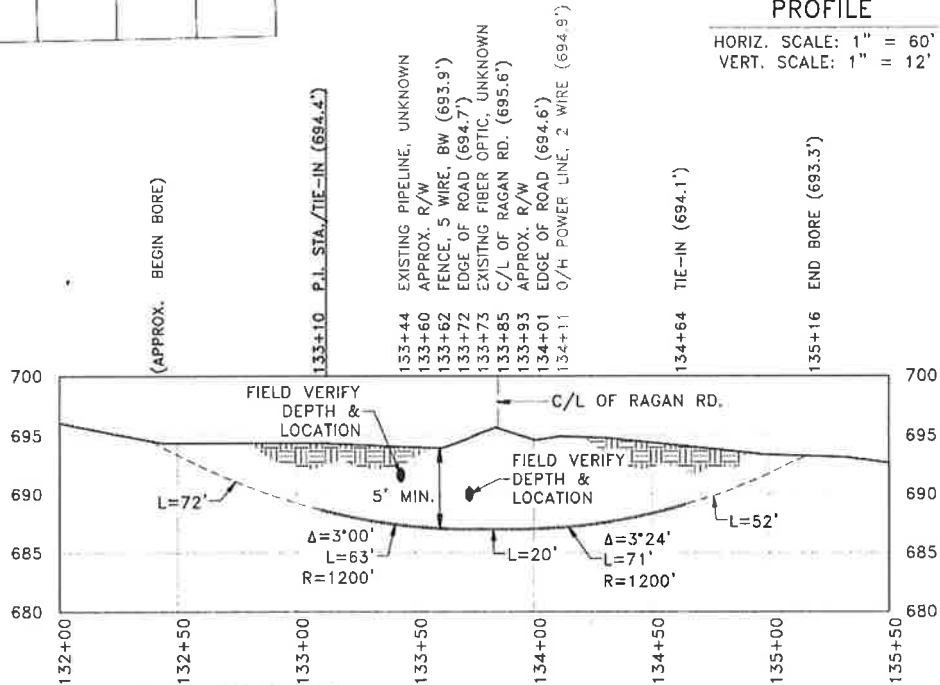 PROFILE
HORIZ. SCALE: 1" = 60'
VERT. SCALE: 1" = 12'
(APPROX. BEGIN BORE)
133+10 P.I. STA./TIE-IN (694.4')
133+44 EXISTING PIPELINE, UNKNOWN
133+60 APPROX. R/W
133+62 FENCE, 5 WIRE, BW (693.9')
133+72 EDGE OF ROAD (694.7')
133+73 EXISITNG FIBER OPTIC, UNKNOWN
133+85 C/L OF RAGAN RD. (695.6')
133+93 APPROX. R/W
134+01 EDGE OF ROAD (694.6')
134+11 O/H POWER LINE, 2 WIRE (694.9')
134+64 TIE-IN (694.1')
135+16 END BORE (693.3')
700
700
FIELD VERIFY
DEPTH &
LOCATION
C/L OF RAGAN RD.
695
695
FIELD VERIFY
DEPTH &
LOCATION
690
690
L=72'
5' MIN.
L=52'
Δ=3°00'
L=63'
R=1200'
L=20'
Δ=3°24'
L=71'
R=1200'
685
685
680
680
132+00
132+50
133+00
133+50
134+00
134+50
135+00
135+50